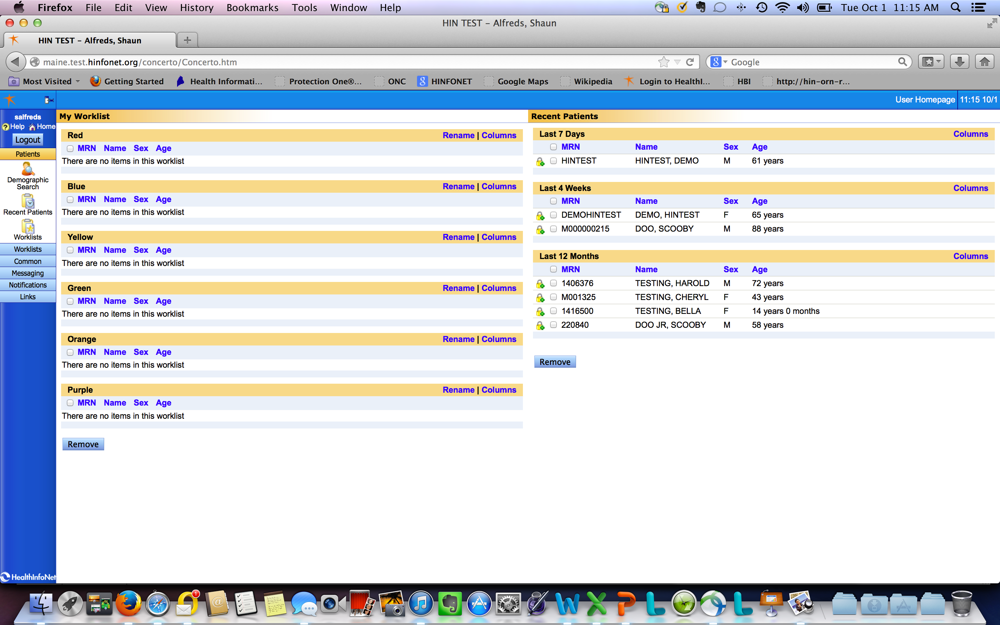 Firefox File Edit View History Bookmarks Tools Window Help Tue Oct 1 11:15 AM
HIN TEST – Alfreds, Shaun
HIN TEST – Alfreds, Shaun
maine.test.hinfonet.org/concerto/Concerto.htm Google
Most Visited Getting Started Health Informati... Protection One®... ONC HINFONET Google Maps Wikipedia Login to HealthI... HBI http://hin-orn-r...
User Homepage 11:15 10/1
salfreds
Help Home
Logout
Patients
Demographic
Search
Recent Patients
Worklists
Worklists
Common
Messaging
Notifications
Links
HealthInfoNet
My Worklist
Red Rename | Columns
MRN Name Sex Age
There are no items in this worklist
Blue Rename | Columns
MRN Name Sex Age
There are no items in this worklist
Yellow Rename | Columns
MRN Name Sex Age
There are no items in this worklist
Green Rename | Columns
MRN Name Sex Age
There are no items in this worklist
Orange Rename | Columns
MRN Name Sex Age
There are no items in this worklist
Purple Rename | Columns
MRN Name Sex Age
There are no items in this worklist
Remove
Recent Patients
Last 7 Days Columns
MRN Name Sex Age
HINTEST HINTEST, DEMO M 61 years
Last 4 Weeks Columns
MRN Name Sex Age
DEMOHINTEST DEMO, HINTEST F 65 years
M000000215 DOO, SCOOBY M 88 years
Last 12 Months Columns
MRN Name Sex Age
1406376 TESTING, HAROLD M 72 years
M001325 TESTING, CHERYL F 43 years
1416500 TESTING, BELLA F 14 years 0 months
220840 DOO JR, SCOOBY M 58 years
Remove
1